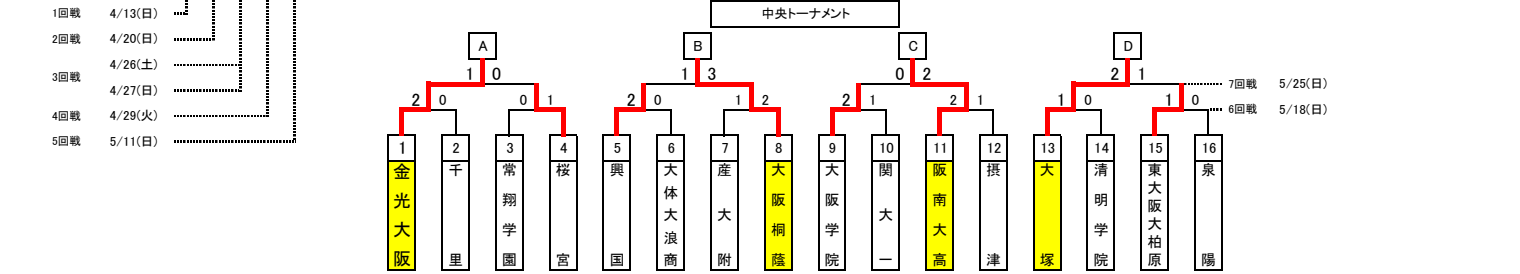 中央トーナメント
1回戦 4/13(日)
2回戦 4/20(日)
3回戦 4/26(土)
4/27(日)
4回戦 4/29(火)
5回戦 5/11(日)
A B C D
1 0 1 3 0 2 2 1
7回戦 5/25(日)
2 0 0 1 2 0 1 2 2 1 2 1 1 0 1 0
6回戦 5/18(日)
1 2 3 4 5 6 7 8 9 10 11 12 13 14 15 16
金光大阪
千里
常翔学園
桜宮
興国
大体大浪商
産大附
大阪桐蔭
大阪学院
関大一
阪南大高
摂津
大塚
清明学院
東大阪大柏原
泉陽